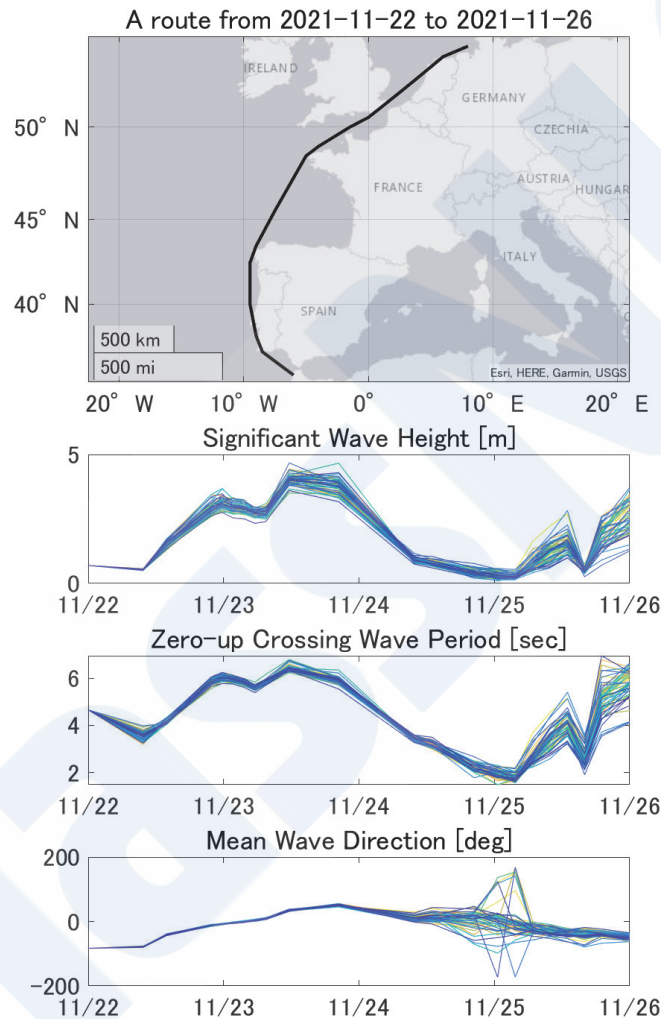 A route from 2021-11-22 to 2021-11-26
IRELAND
GERMANY
50° N
CZECHIA
FRANCE
AUSTRIA
HUNGAR
45° N
ITALY
40° N
SPAIN
500 km
500 mi
Esri, HERE, Garmin, USGS
20° W 10° W 0° 10° E 20° E
Significant Wave Height [m]
5
0
11/22 11/23 11/24 11/25 11/26
Zero-up Crossing Wave Period [sec]
6
4
2
11/22 11/23 11/24 11/25 11/26
Mean Wave Direction [deg]
200
0
-200
11/22 11/23 11/24 11/25 11/26